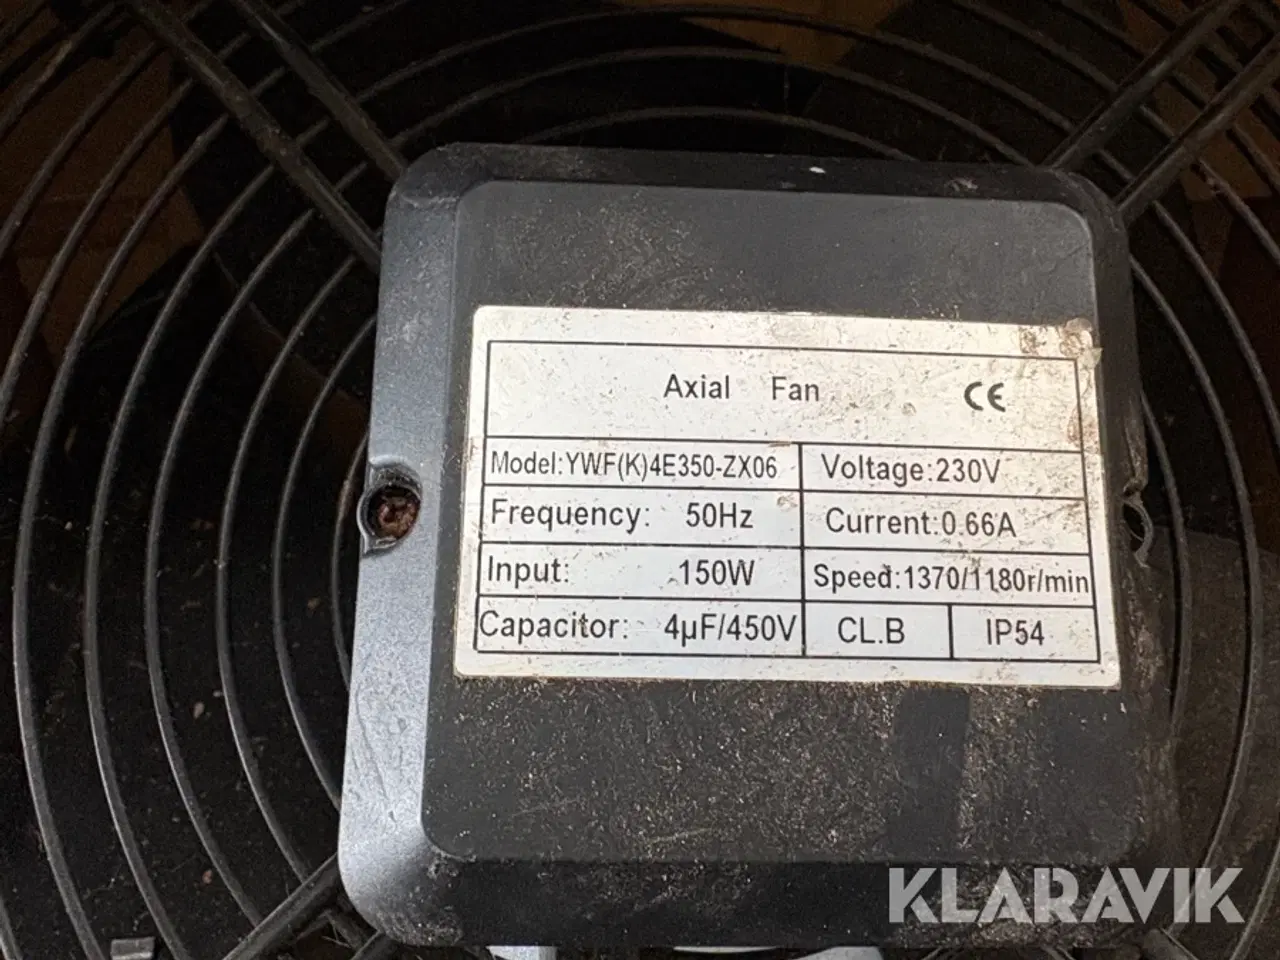 Axial Fan CE
Model:YWF(K)4E350-ZX06 Voltage:230V
Frequency: 50Hz Current:0.66A
Input: 150W Speed:1370/1180r/min
Capacitor: 4µF/450V CL.B IP54
KLARAVIK